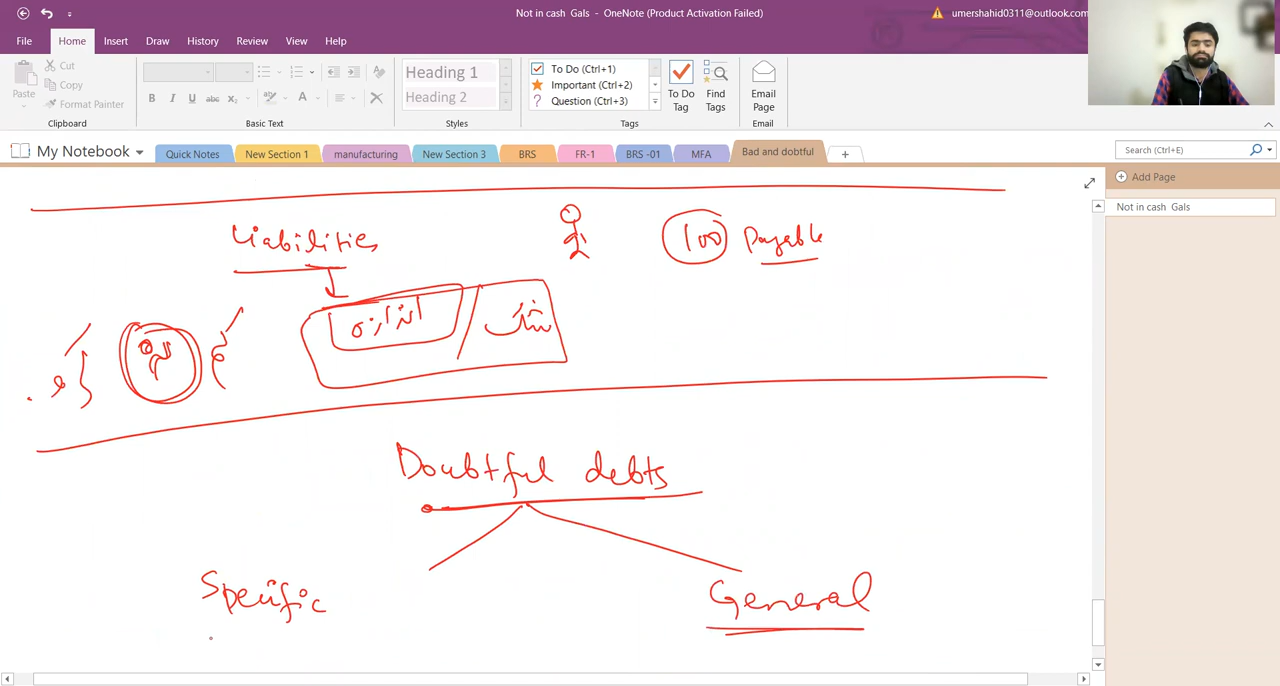 Not in cash Gals - OneNote (Product Activation Failed)
umershahid0311@outlook.com
File Home Insert Draw History Review View Help
Paste
Cut
Copy
Format Painter
Clipboard
B I U abc X₂ A
Basic Text
Heading 1
Heading 2
Styles
To Do (Ctrl+1)
Important (Ctrl+2)
Question (Ctrl+3)
To Do Tag
Find Tags
Tags
Email Page
Email
My Notebook
Quick Notes New Section 1 manufacturing New Section 3 BRS FR-1 BRS -01 MFA Bad and doubtful
Search (Ctrl+E)
Add Page
Not in cash Gals
Liabilities 100 Payable
اندازہ
Doubtful debts
Specific General